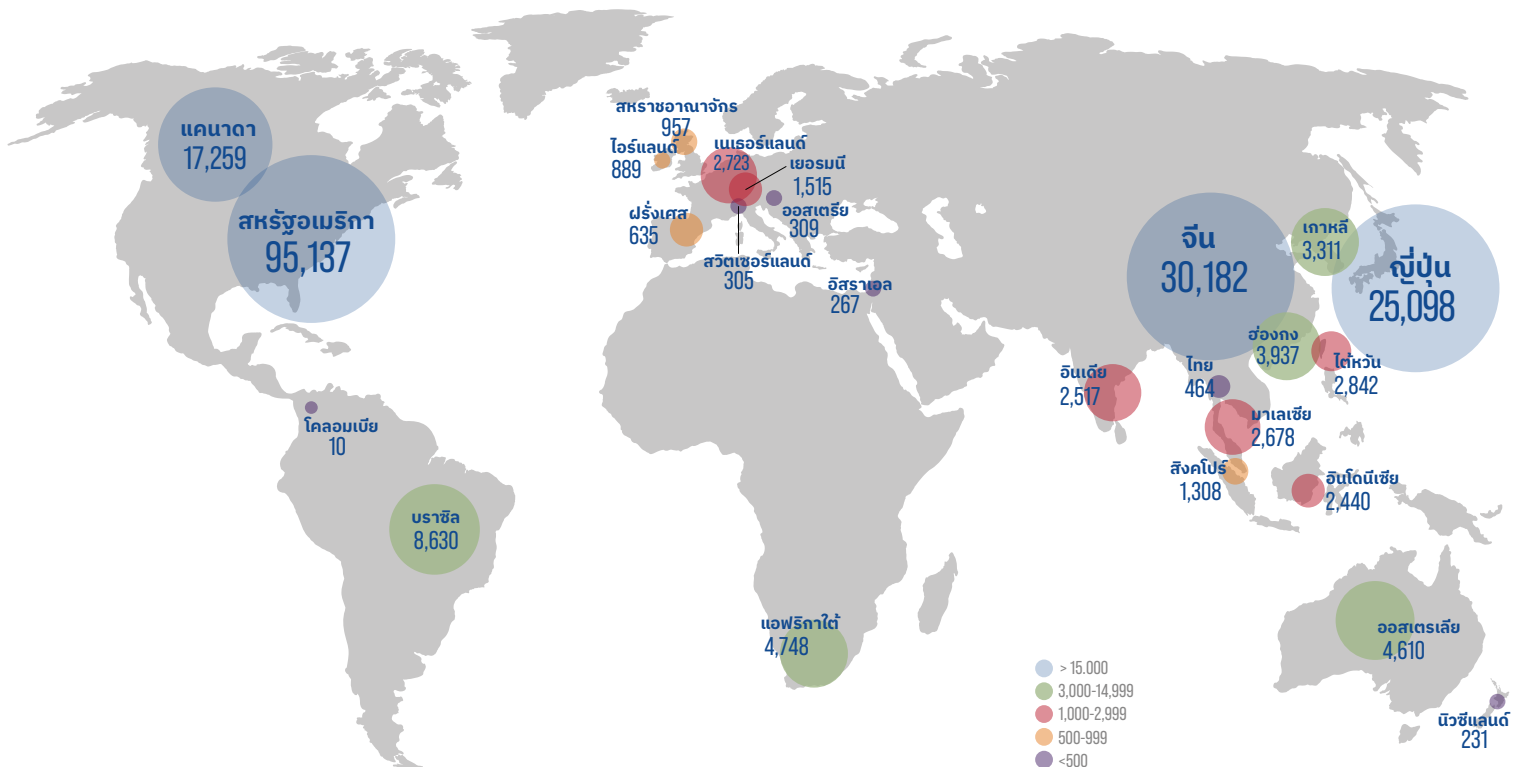 แคนาดา
17,259
สหรัฐอเมริกา
95,137
โคลอมเบีย
10
บราซิล
8,630
สหราชอาณาจักร
957
ไอร์แลนด์
889
เนเธอร์แลนด์
2,723
เยอรมนี
1,515
ฝรั่งเศส
635
ออสเตรีย
309
สวิตเซอร์แลนด์
305
อิสราเอล
267
แอฟริกาใต้
4,748
จีน
30,182
เกาหลี
3,311
ญี่ปุ่น
25,098
ฮ่องกง
3,937
ไต้หวัน
2,842
อินเดีย
2,517
ไทย
464
มาเลเซีย
2,678
สิงคโปร์
1,308
อินโดนีเซีย
2,440
ออสเตรเลีย
4,610
นิวซีแลนด์
231
> 15.000
3,000-14,999
1,000-2,999
500-999
<500